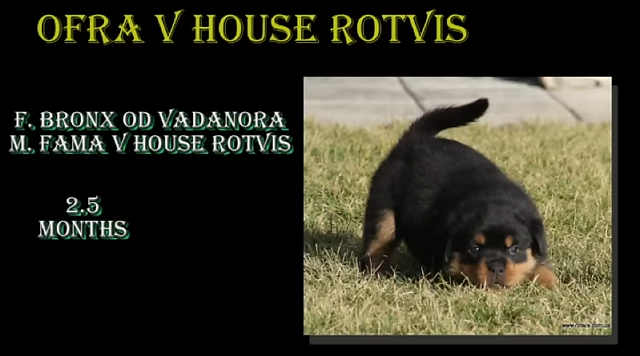 OFRA V HOUSE ROTVIS
F. BRONX OD VADANORA
M. FAMA V HOUSE ROTVIS
2.5
MONTHS